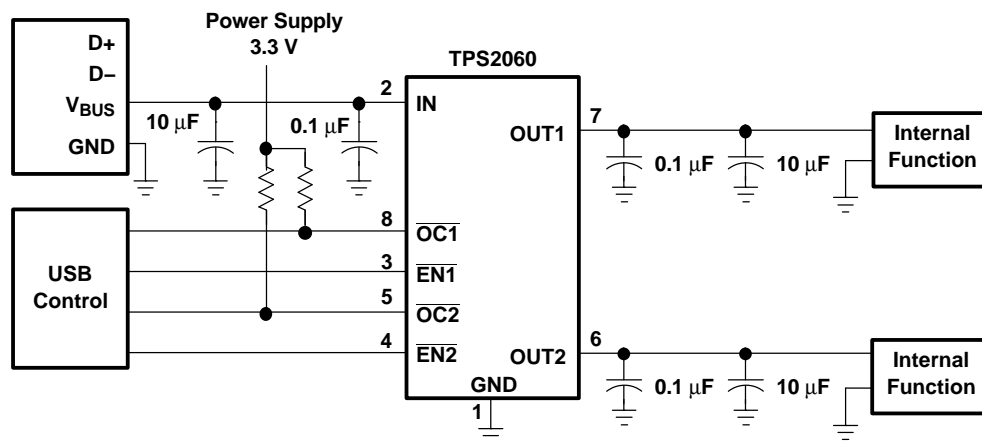 Power Supply
3.3 V
TPS2060
D+
D−
VBUS
GND
10 μF
0.1 μF
2
IN
7
OUT1
0.1 μF
10 μF
Internal
Function
USB
Control
8
OC1
3
EN1
5
OC2
4
EN2
6
OUT2
GND
1
0.1 μF
10 μF
Internal
Function